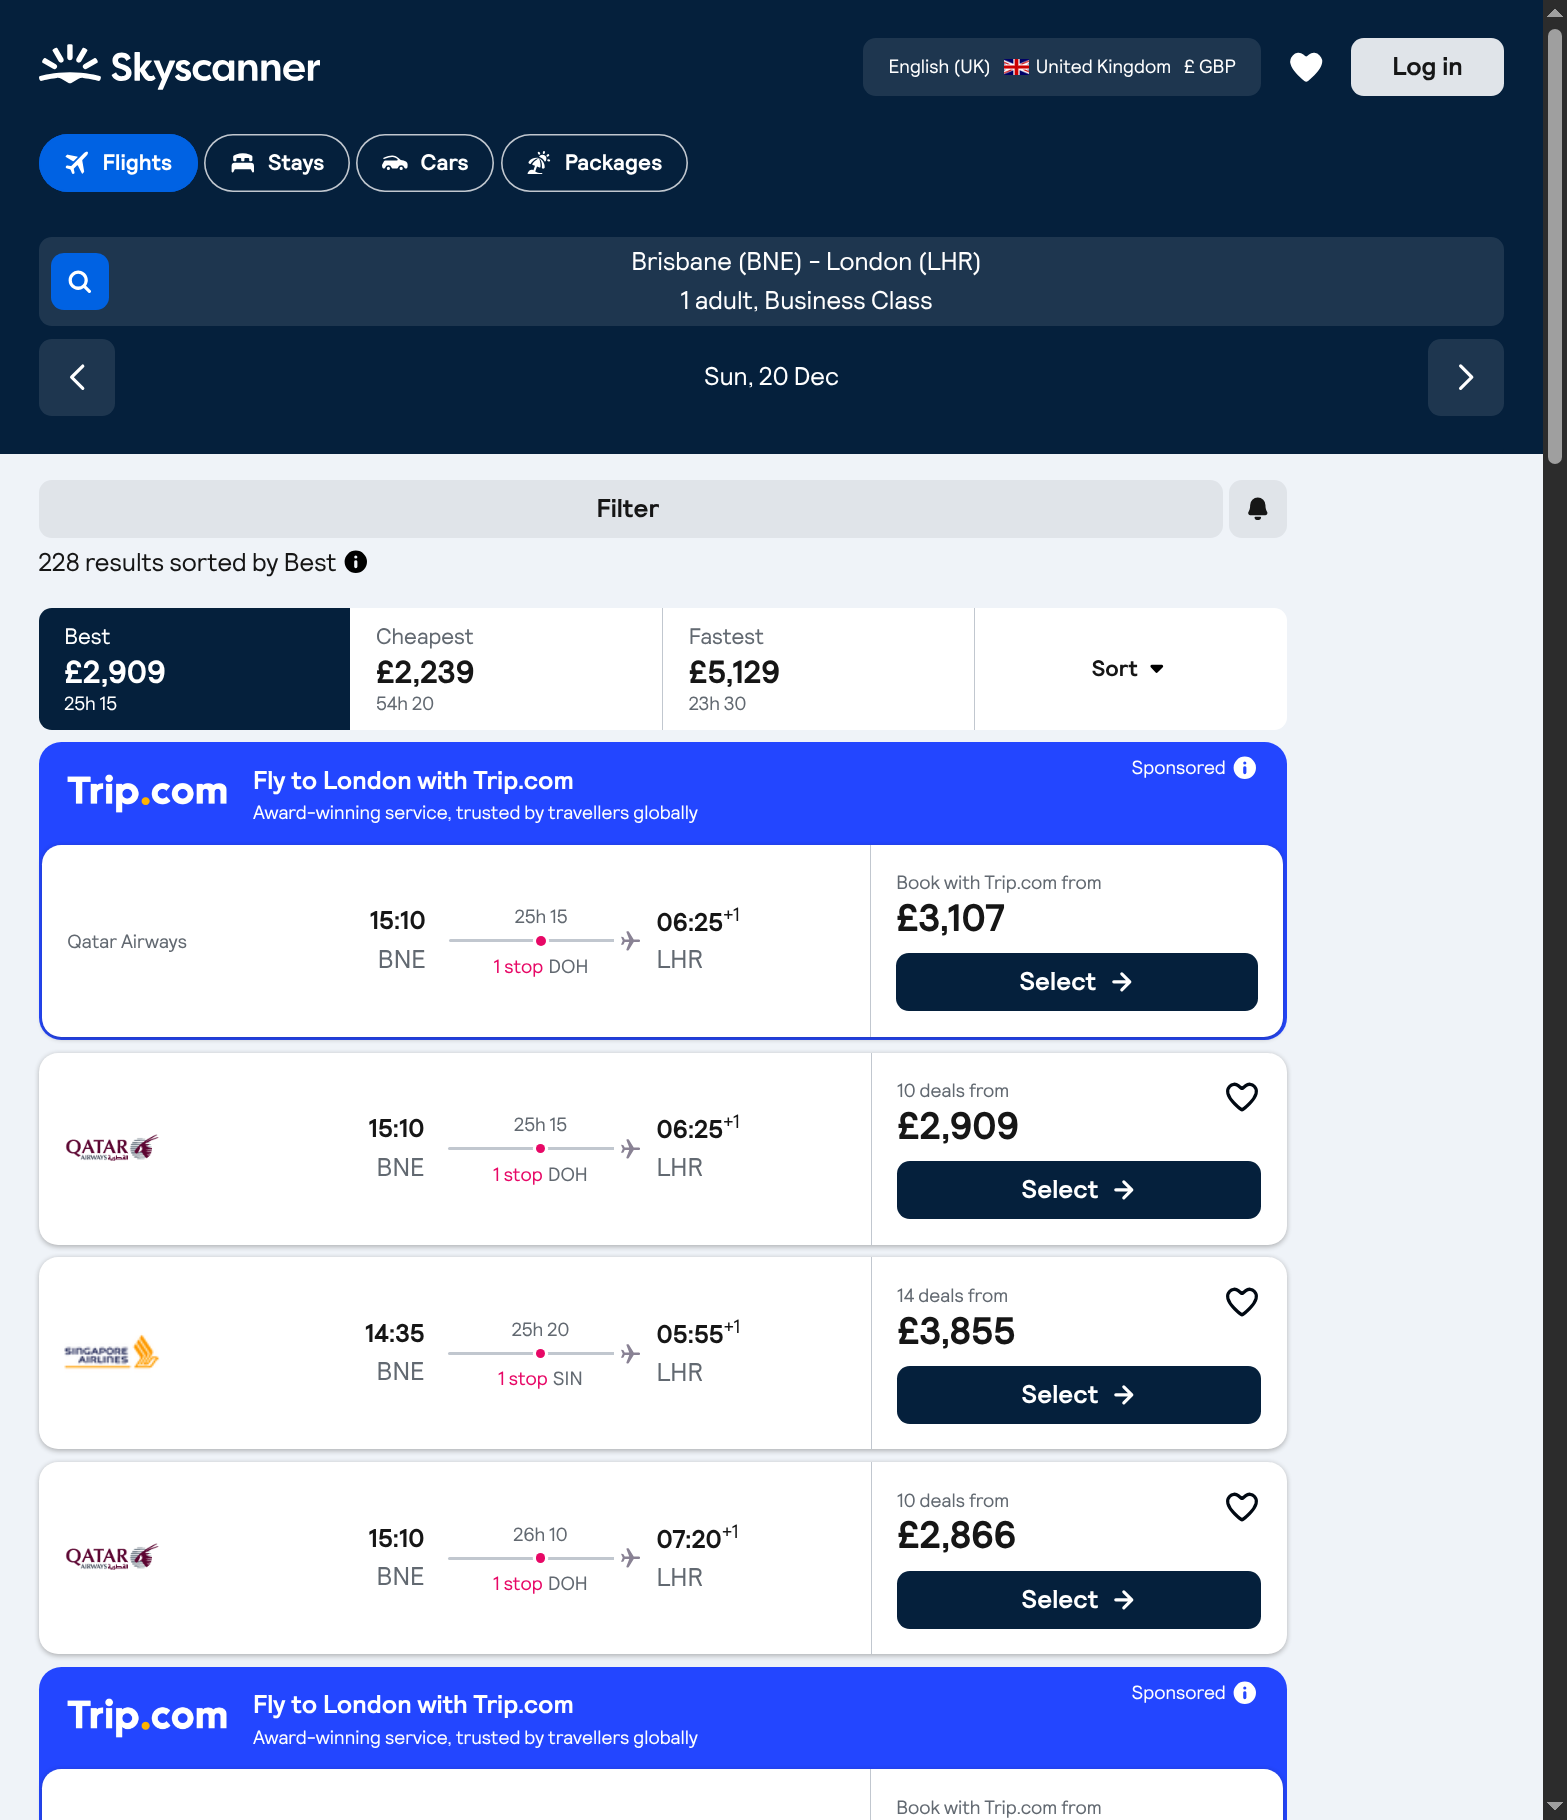 Skyscanner
English (UK) United Kingdom £ GBP
Log in
Flights
Stays
Cars
Packages
Brisbane (BNE) - London (LHR)
1 adult, Business Class
Sun, 20 Dec
Filter
228 results sorted by Best
Best
£2,909
25h 15
Cheapest
£2,239
54h 20
Fastest
£5,129
23h 30
Sort
Trip.com
Fly to London with Trip.com
Award-winning service, trusted by travellers globally
Sponsored
Qatar Airways
15:10
BNE
25h 15
1 stop DOH
06:25+1
LHR
Book with Trip.com from
£3,107
Select
QATAR
AIRWAYS القطرية
15:10
BNE
25h 15
1 stop DOH
06:25+1
LHR
10 deals from
£2,909
Select
SINGAPORE
AIRLINES
14:35
BNE
25h 20
1 stop SIN
05:55+1
LHR
14 deals from
£3,855
Select
QATAR
AIRWAYS القطرية
15:10
BNE
26h 10
1 stop DOH
07:20+1
LHR
10 deals from
£2,866
Select
Trip.com
Fly to London with Trip.com
Award-winning service, trusted by travellers globally
Sponsored
Book with Trip.com from